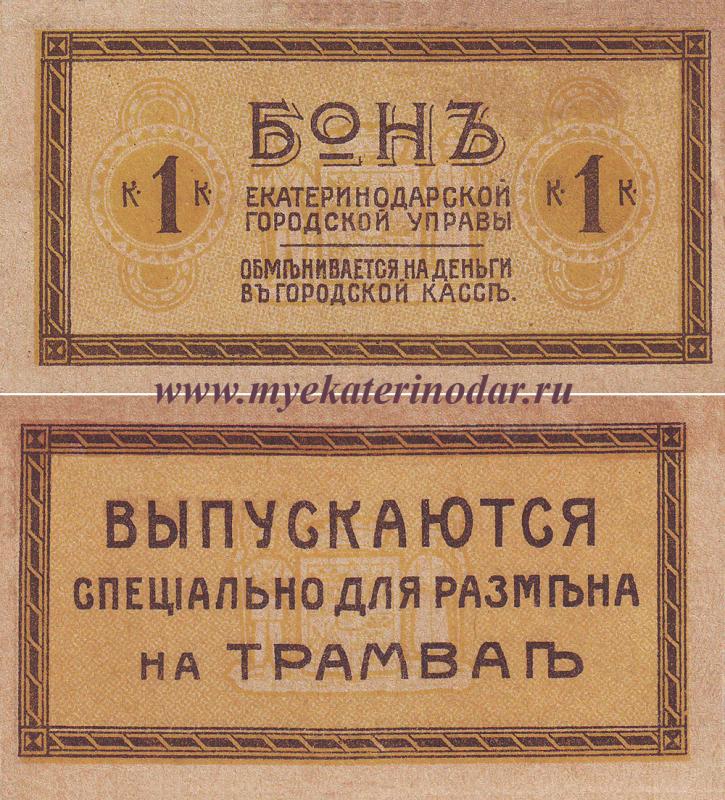 БОНЪ
К. 1 К.
ЕКАТЕРИНОДАРСКОЙ
К. 1 К.
ГОРОДСКОЙ УПРАВЫ
ОБМѢНИВАЕТСЯ НА ДЕНЬГИ
ВЪ ГОРОДСКОЙ КАССѢ.
www.myekaterinodar.ru
ВЫПУСКАЮТСЯ
СПЕЦІАЛЬНО ДЛЯ РАЗМѢНА
НА ТРАМВАѢ